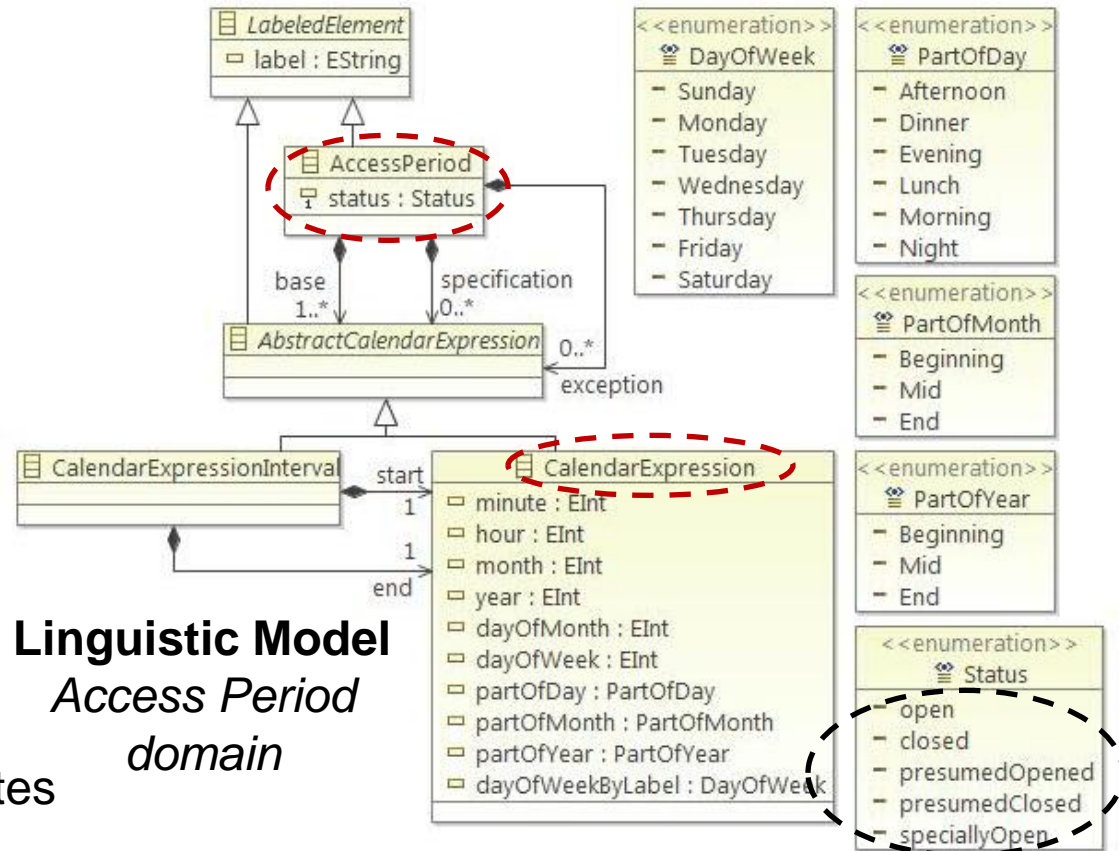 LabeledElement
label : EString
AccessPeriod
1 status : Status
base
1..*
specification
0..*
AbstractCalendarExpression
0..*
exception
CalendarExpressionInterval
start
1
1
end
CalendarExpression
minute : EInt
hour : EInt
month : EInt
year : EInt
dayOfMonth : EInt
dayOfWeek : EInt
partOfDay : PartOfDay
partOfMonth : PartOfMonth
partOfYear : PartOfYear
dayOfWeekByLabel : DayOfWeek
<<enumeration>>
DayOfWeek
Sunday
Monday
Tuesday
Wednesday
Thursday
Friday
Saturday
<<enumeration>>
PartOfDay
Afternoon
Dinner
Evening
Lunch
Morning
Night
<<enumeration>>
PartOfMonth
Beginning
Mid
End
<<enumeration>>
PartOfYear
Beginning
Mid
End
<<enumeration>>
Status
open
closed
presumedOpened
presumedClosed
speciallyOpen
Linguistic Model
Access Period
domain
tes